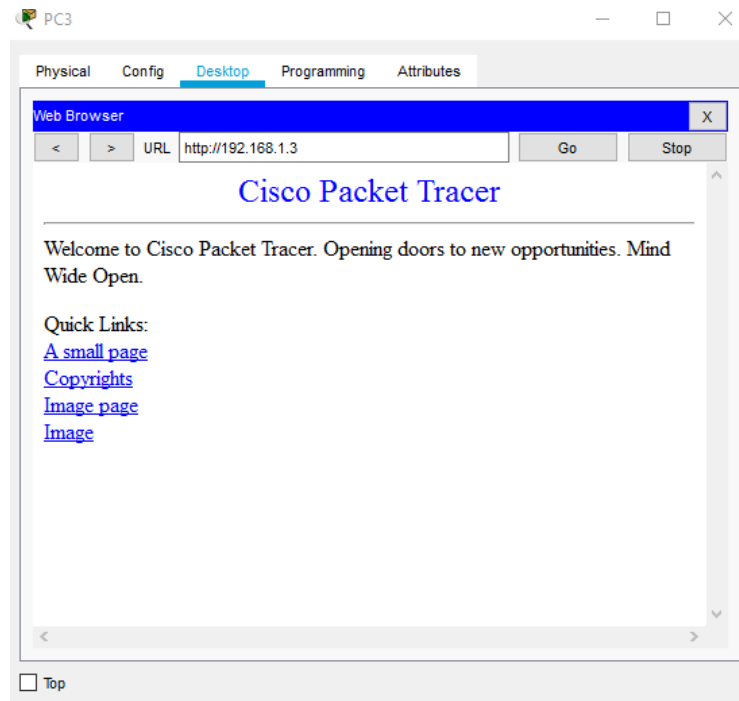 PC3
Physical Config Desktop Programming Attributes
Web Browser X
< > URL http://192.168.1.3 Go Stop
Cisco Packet Tracer
Welcome to Cisco Packet Tracer. Opening doors to new opportunities. Mind
Wide Open.
Quick Links:
A small page
Copyrights
Image page
Image
Top